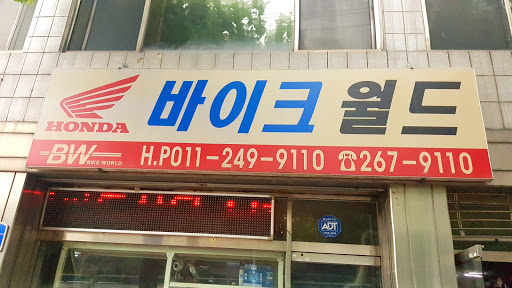 바이크 월드
HONDA
BW
BIKE WORLD
H.P011-249-9110 ☎267-9110
ADT